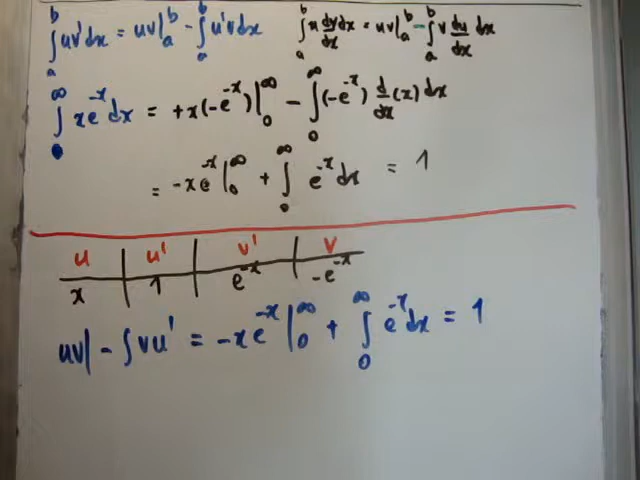 ∫_a^b uv'dx = uv|_a^b - ∫_a^b u'vdx   ∫_a^b u dv/dx dx = uv|_a^b - ∫_a^b v du/dx dx
∫_0^∞ xe^-x dx = +x(-e^-x)|_0^∞ - ∫_0^∞ (-e^-x) d/dx (x) dx
= -xe^-x|_0^∞ + ∫_0^∞ e^-x dx = 1
u u' v' v
x 1 e^-x -e^-x
uv| - ∫vu' = -xe^-x|_0^∞ + ∫_0^∞ e^-x dx = 1